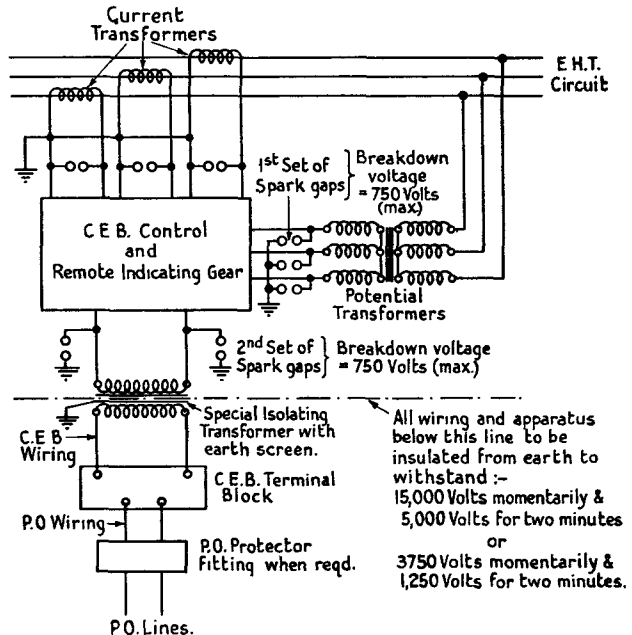 Current
Transformers
E.H.T.
Circuit
1st Set of
Spark gaps
Breakdown
voltage
= 750 Volts
(max.)
C.E.B. Control
and
Remote Indicating Gear
Potential
Transformers
2nd Set of
Spark gaps
Breakdown voltage
= 750 Volts (max.)
C.E.B
Wiring
Special Isolating
Transformer with
earth screen.
All wiring and apparatus
below this line to be
insulated from earth to
withstand :-
15,000 Volts momentarily &
5,000 Volts for two minutes
or
3750 Volts momentarily &
1,250 Volts for two minutes.
C.E.B. Terminal
Block
P.O Wiring
P.O. Protector
Fitting when reqd.
P.O. Lines.